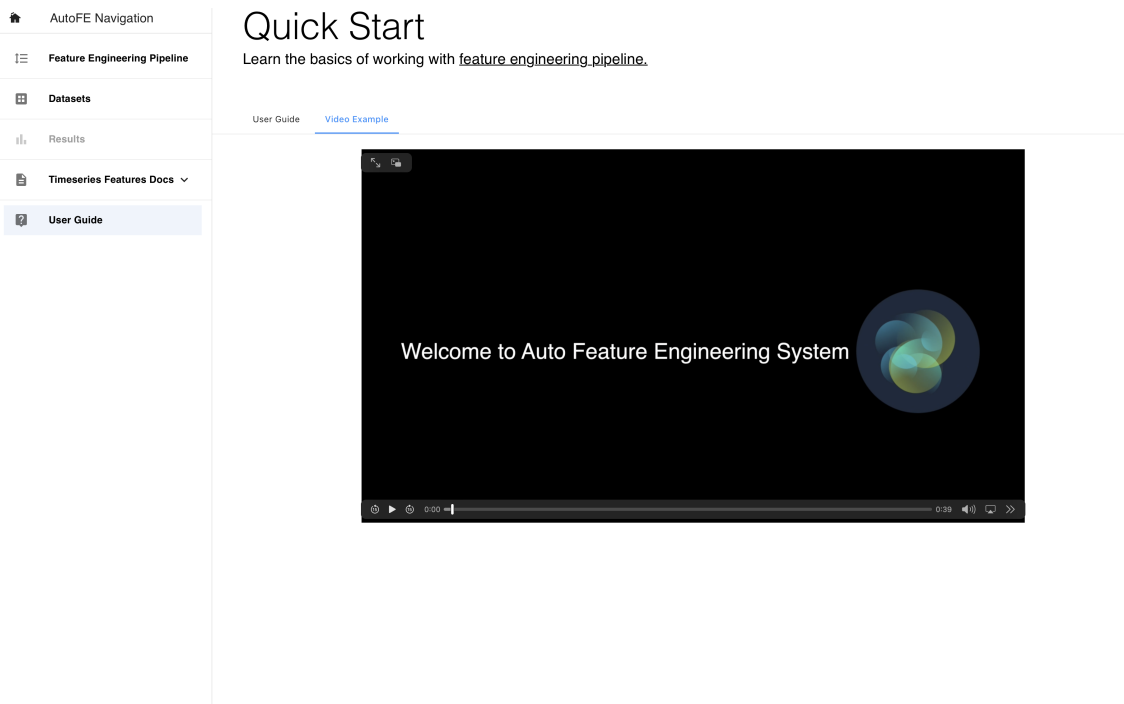 AutoFE Navigation
Feature Engineering Pipeline
Datasets
Results
Timeseries Features Docs
User Guide
Quick Start
Learn the basics of working with feature engineering pipeline.
User Guide
Video Example
Welcome to Auto Feature Engineering System
0:00
0:39